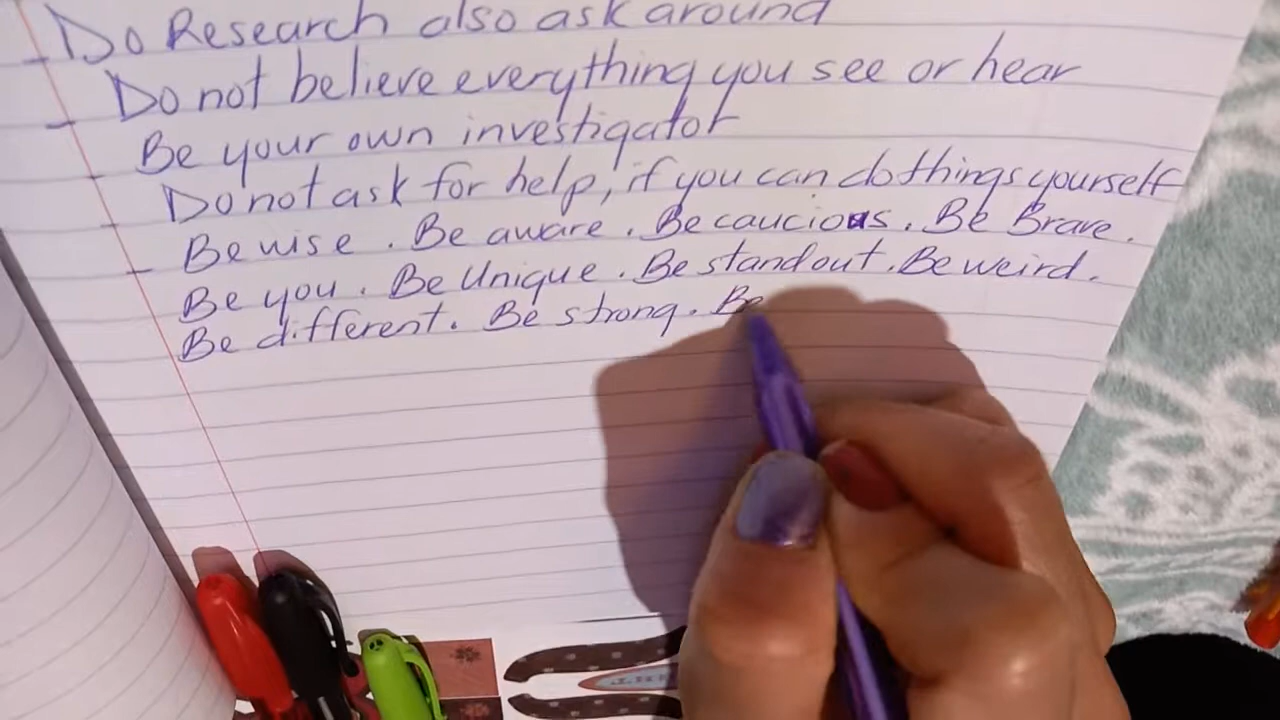 - Do Research also ask around
- Do not believe everything you see or hear
- Be your own investigator
- Do not ask for help, if you can do things yourself
- Be wise . Be aware . Be caucious . Be Brave .
Be you . Be Unique . Be standout . Be weird .
Be different . Be strong . Be